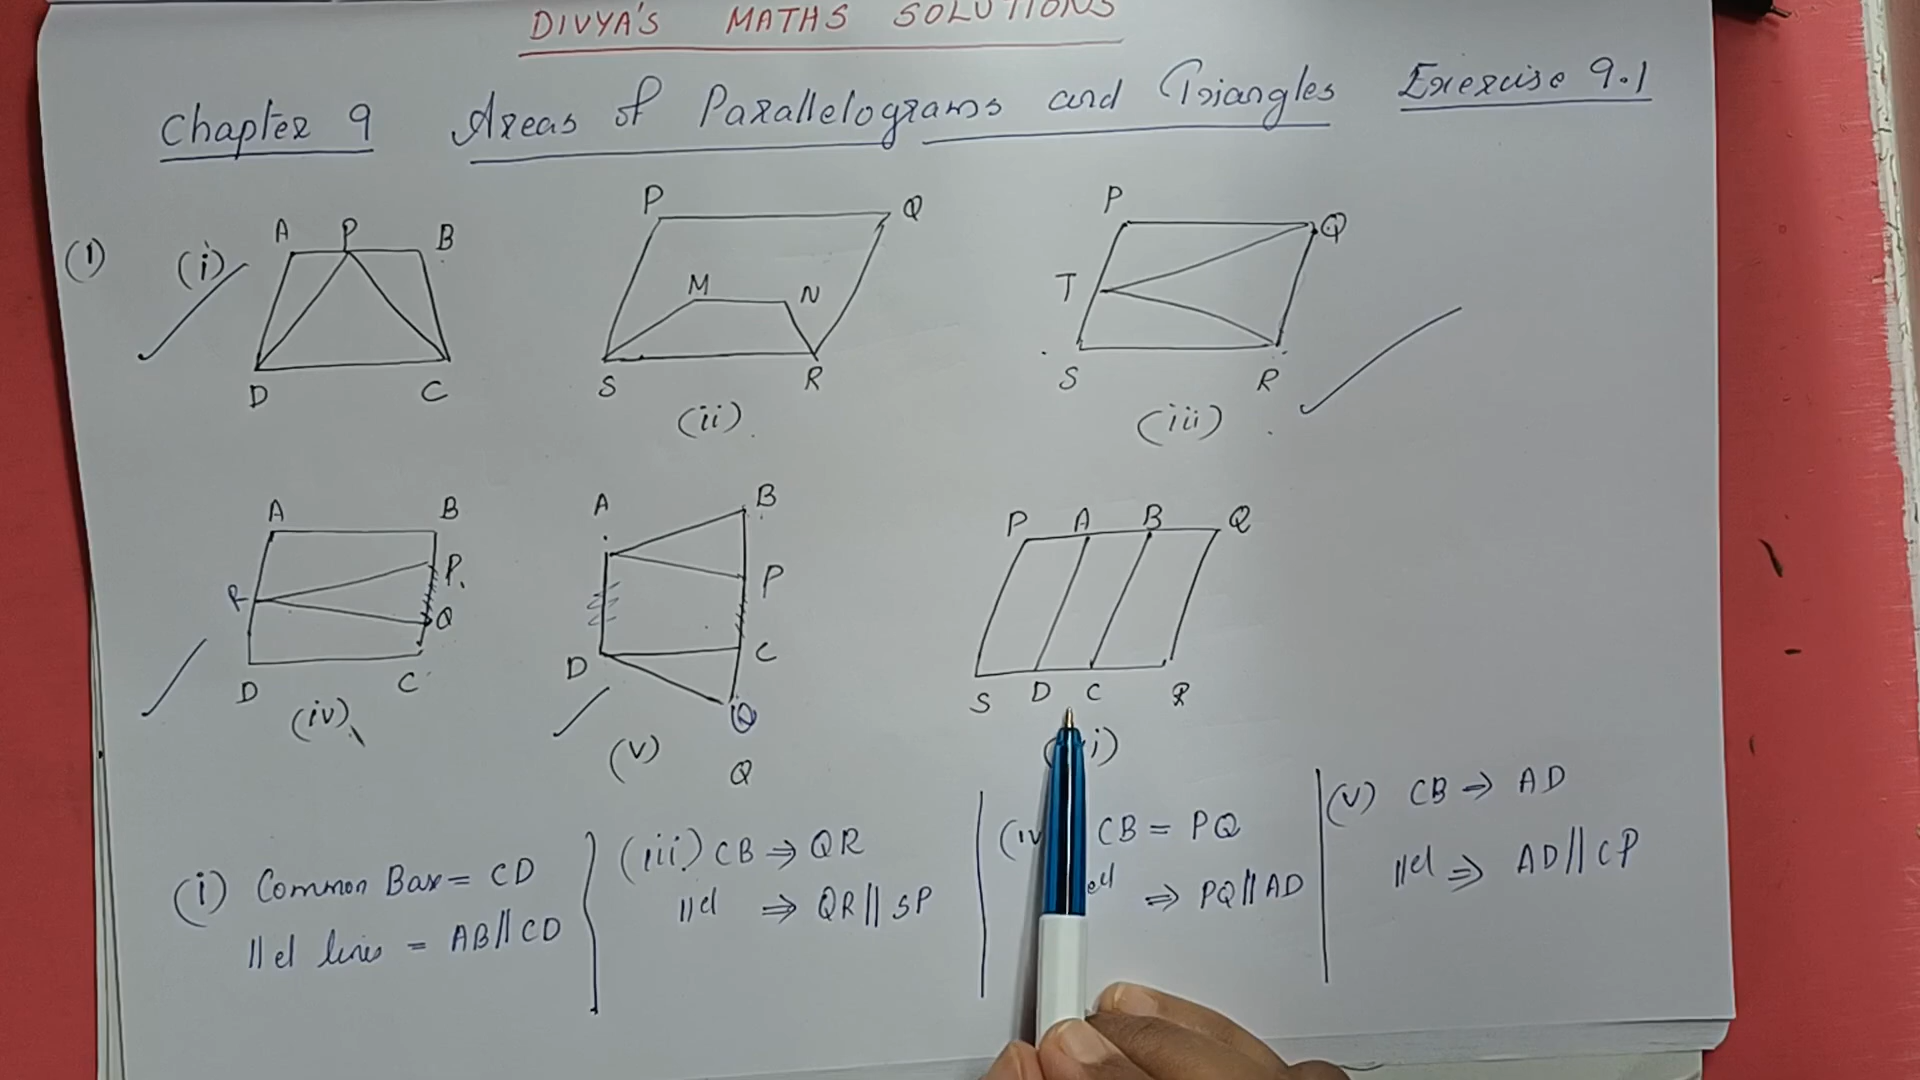 DIVYA'S MATHS SOLUTIONS
Chapter 9 Areas of Parallelograms and Triangles Exercise 9.1
(1) (i) A P B D C
P Q M N S R (ii)
P Q T S R (iii)
A B P Q R D C (iv)
A B P D C Q Q (v)
P A B Q S D C R i)
(i) Common Base = CD
||el lines = AB//CD
(iii) CB ⇒ QR
||el ⇒ QR || SP
(iv CB = PQ
el ⇒ PQ || AD
(v) CB ⇒ AD
||el ⇒ AD // CP